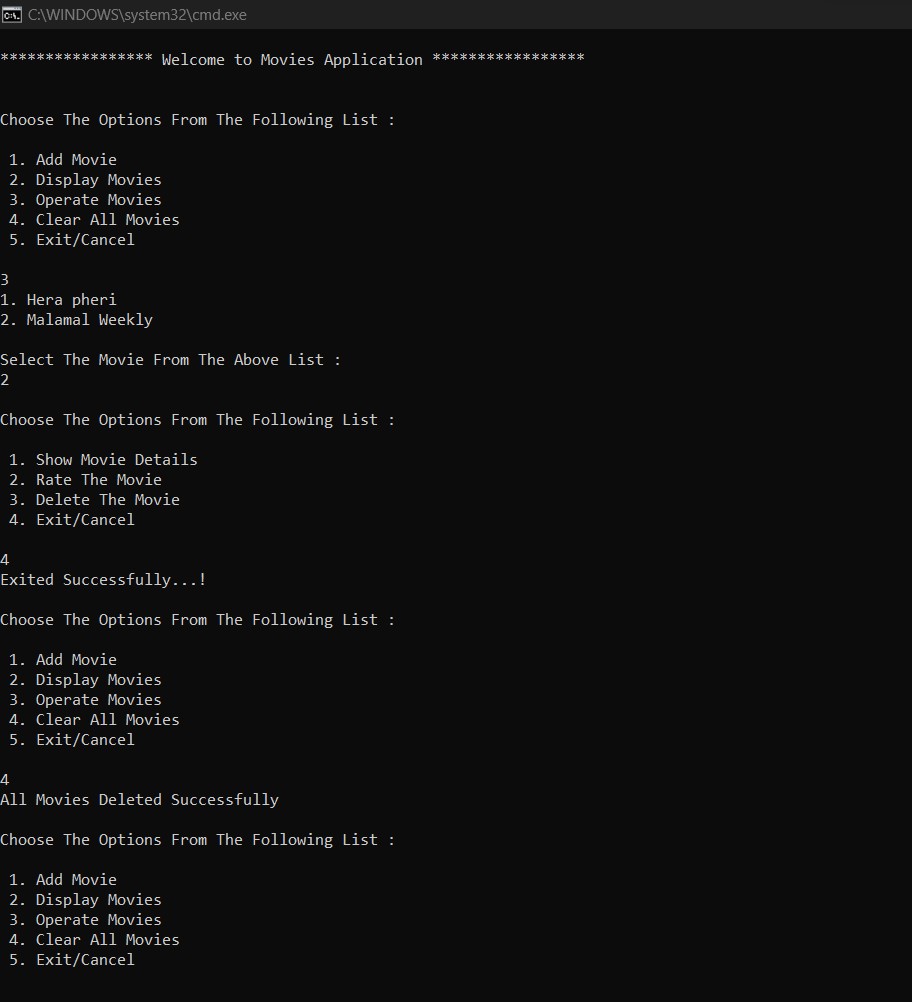 C:\WINDOWS\system32\cmd.exe
***************** Welcome to Movies Application *****************
Choose The Options From The Following List :
1. Add Movie
2. Display Movies
3. Operate Movies
4. Clear All Movies
5. Exit/Cancel
3
1. Hera pheri
2. Malamal Weekly
Select The Movie From The Above List :
2
Choose The Options From The Following List :
1. Show Movie Details
2. Rate The Movie
3. Delete The Movie
4. Exit/Cancel
4
Exited Successfully...!
Choose The Options From The Following List :
1. Add Movie
2. Display Movies
3. Operate Movies
4. Clear All Movies
5. Exit/Cancel
4
All Movies Deleted Successfully
Choose The Options From The Following List :
1. Add Movie
2. Display Movies
3. Operate Movies
4. Clear All Movies
5. Exit/Cancel